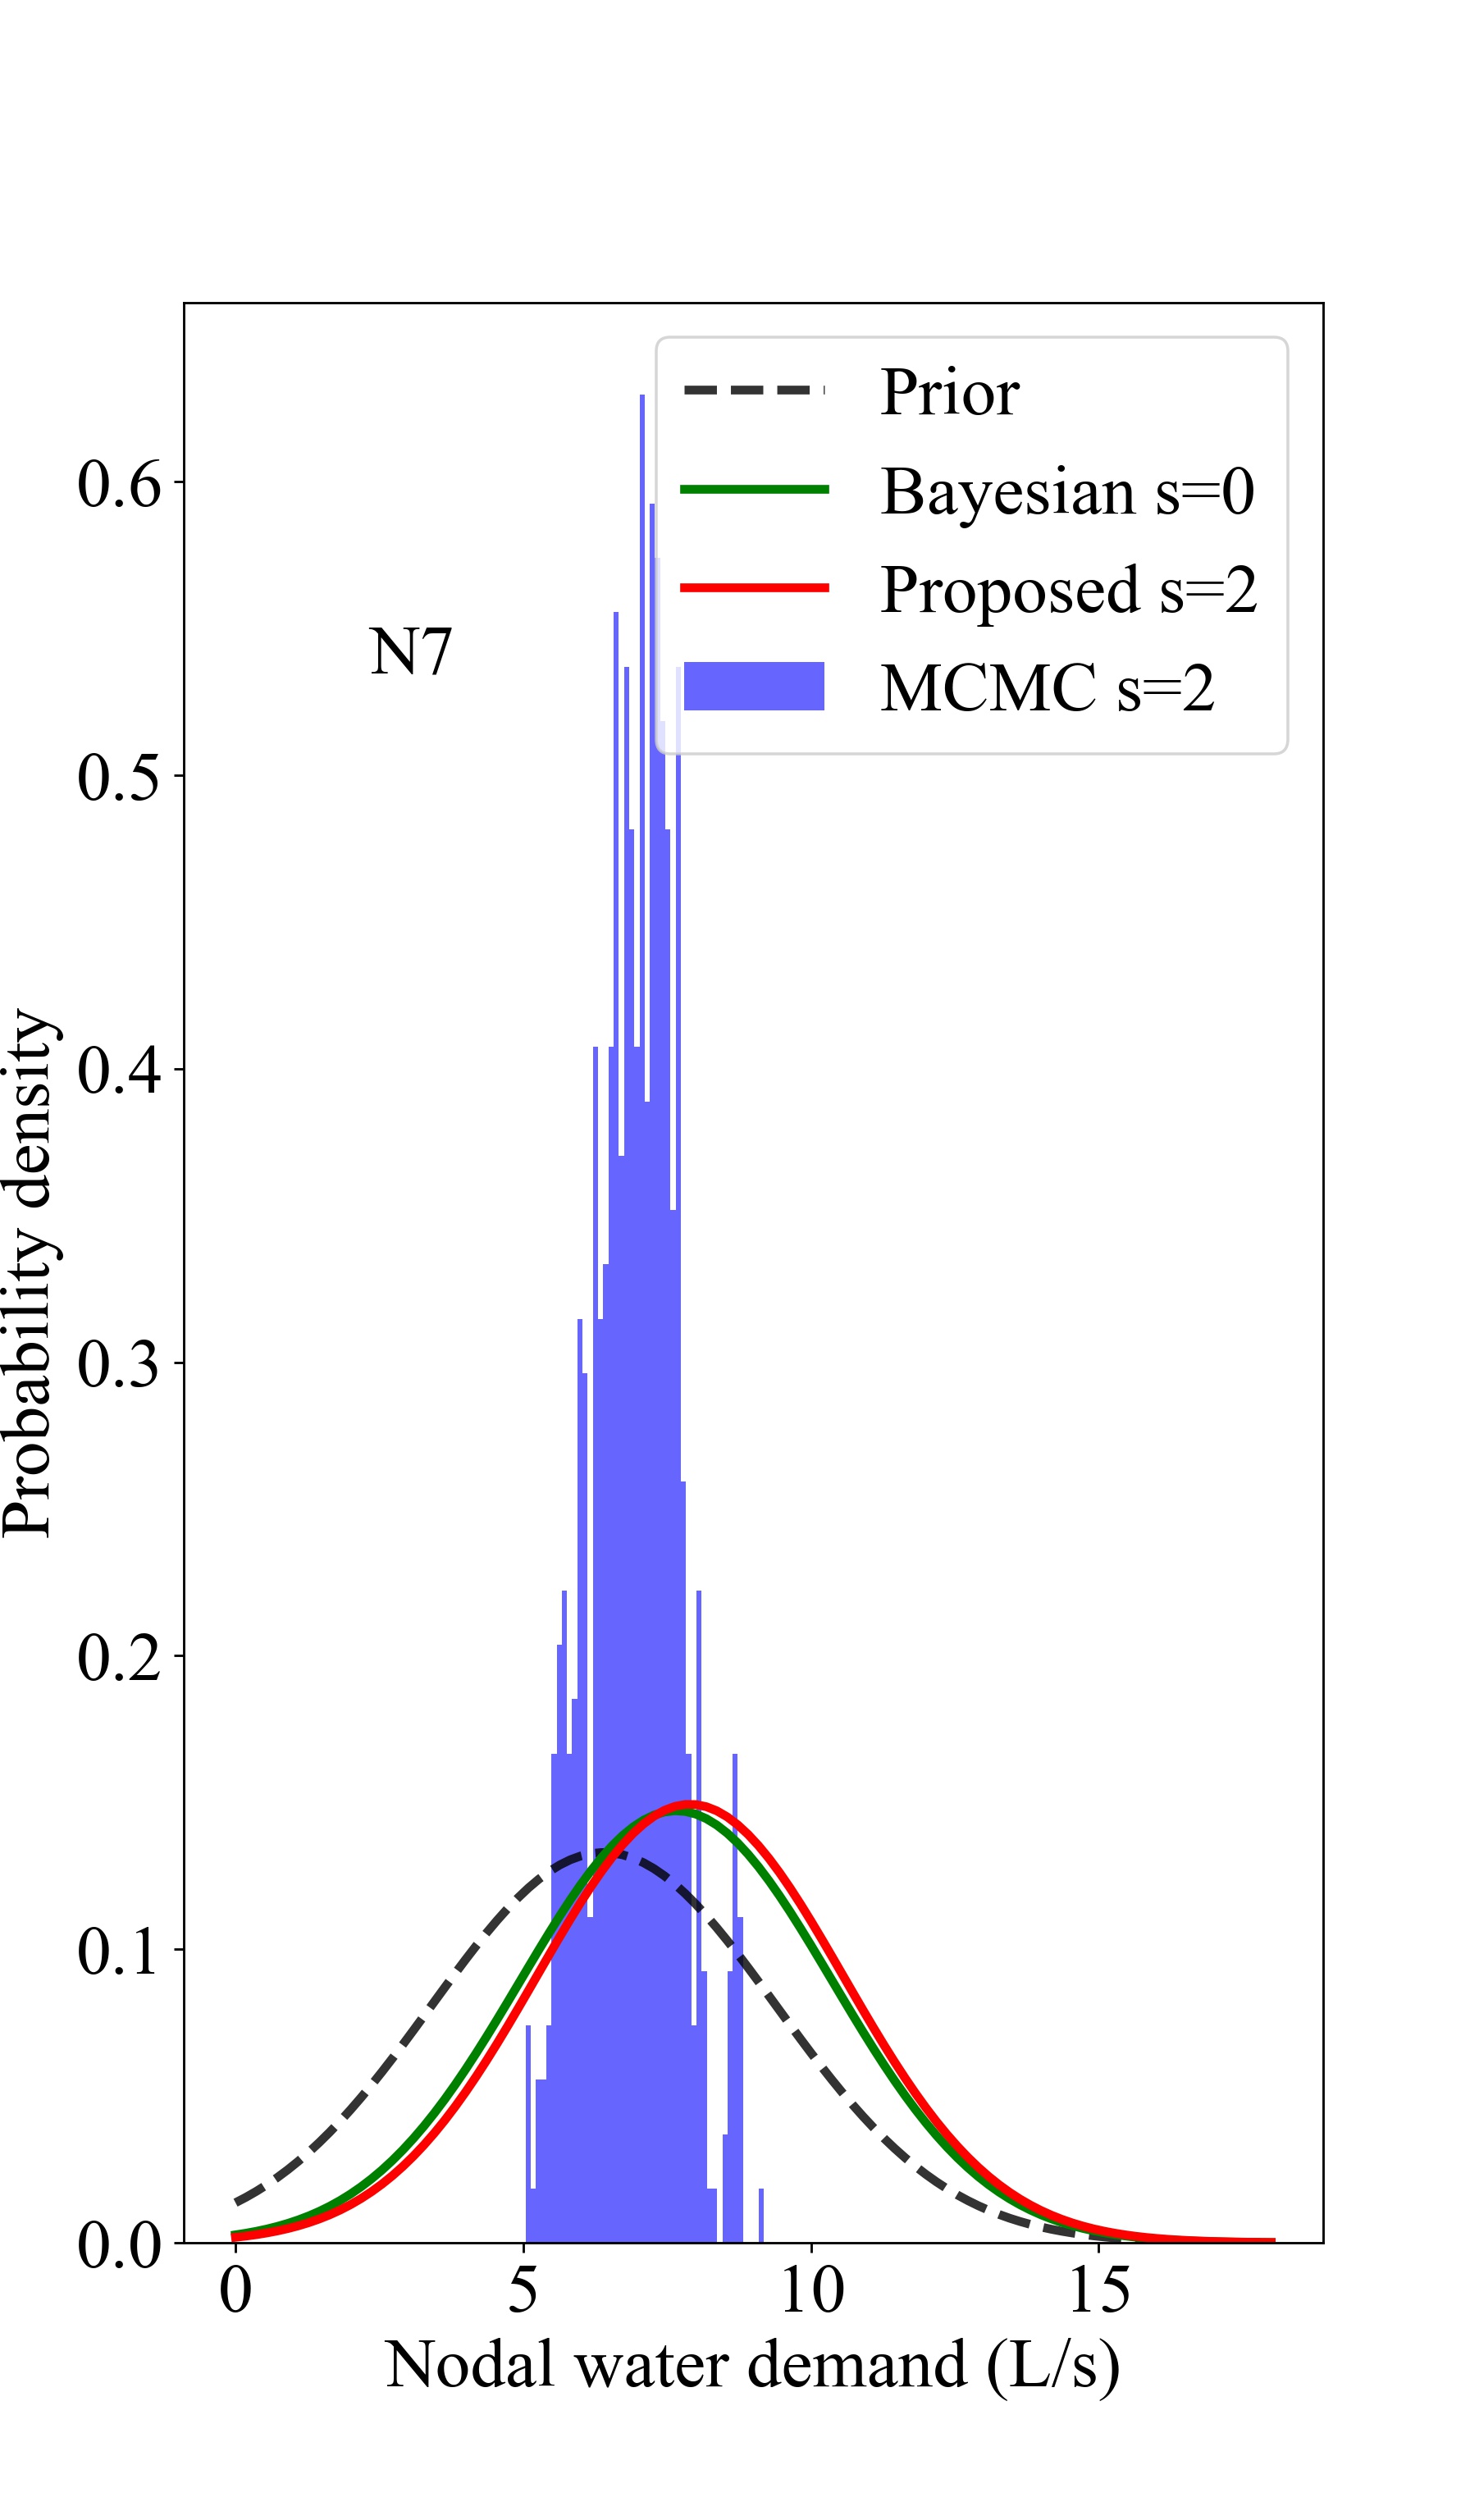 Prior
Bayesian s=0
Proposed s=2
MCMC s=2
N7
0.6
0.5
0.4
0.3
0.2
0.1
0.0
Probability density
0 5 10 15
Nodal water demand (L/s)